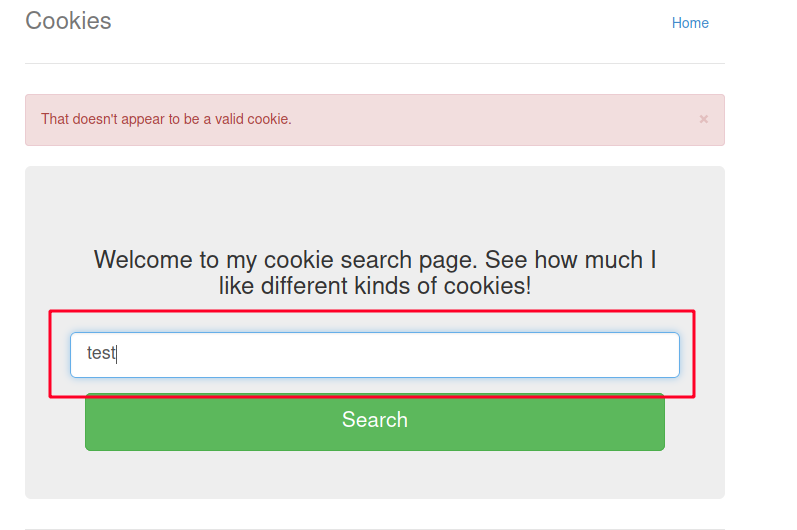 Cookies
Home
That doesn't appear to be a valid cookie.
×
Welcome to my cookie search page. See how much I
like different kinds of cookies!
test
Search